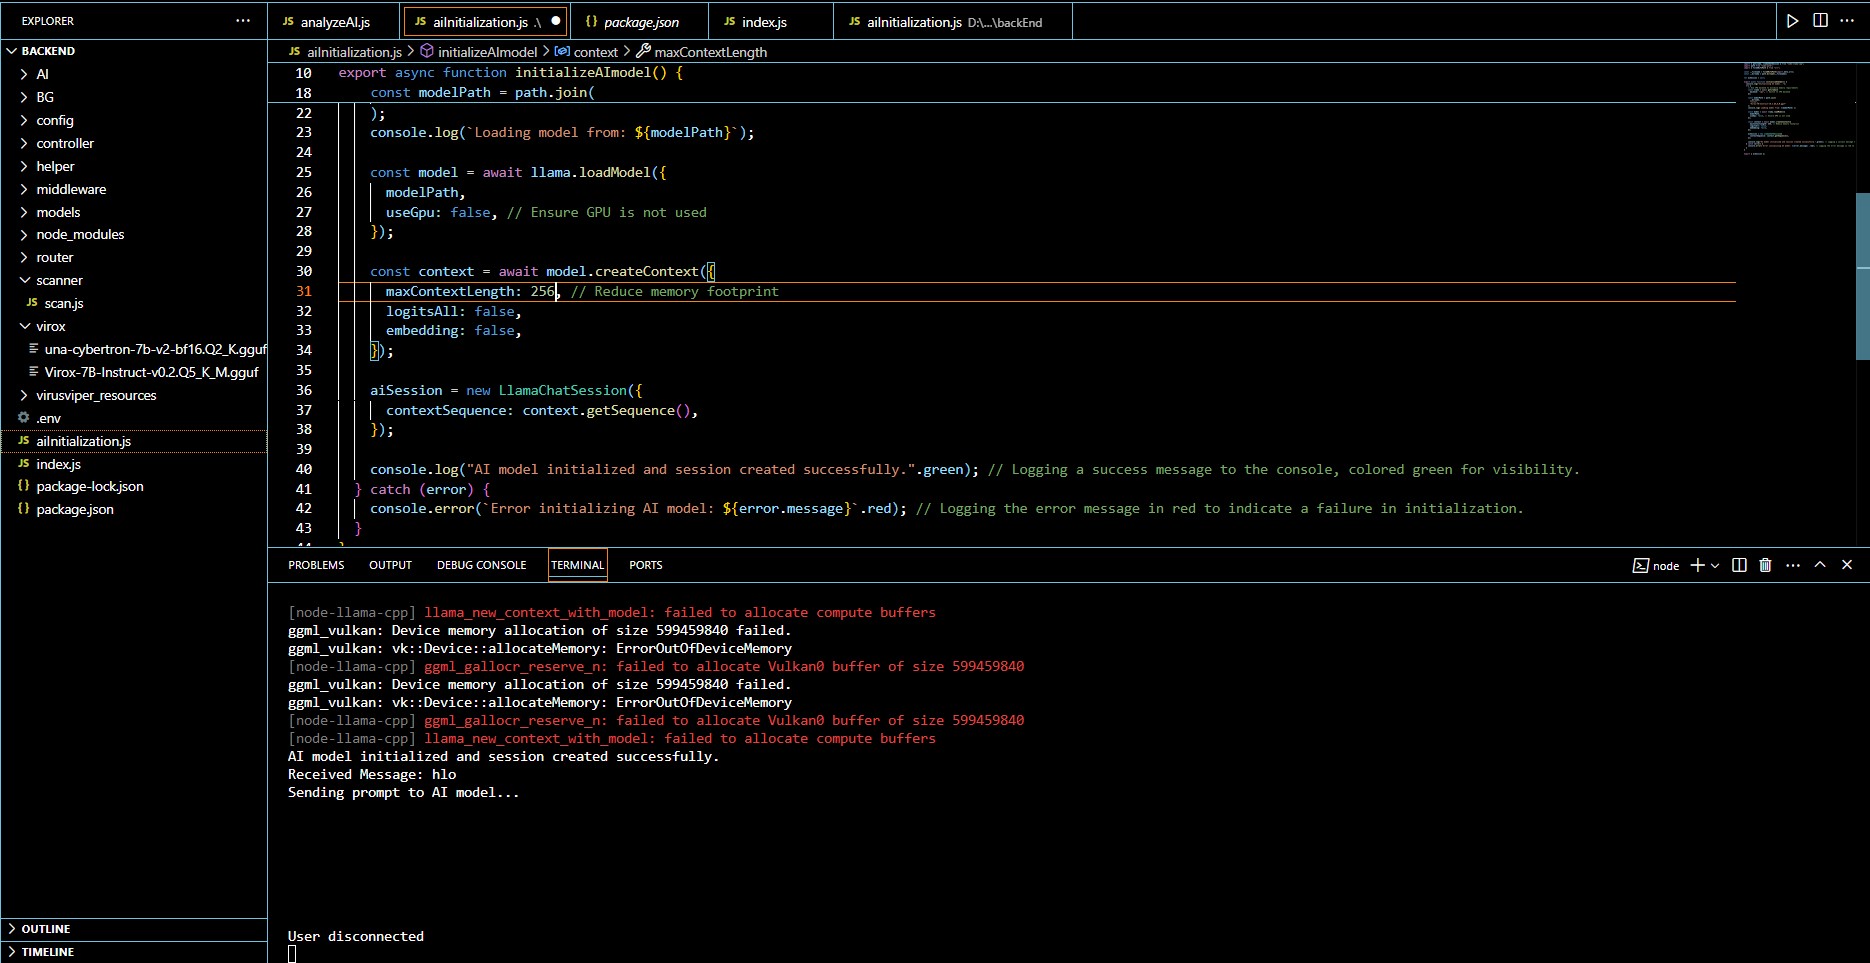 EXPLORER
BACKEND
AI
BG
config
controller
helper
middleware
models
node_modules
router
scanner
JS scan.js
virox
una-cybertron-7b-v2-bf16.Q2_K.gguf
Virox-7B-Instruct-v0.2.Q5_K_M.gguf
virusviper_resources
.env
JS aiInitialization.js
JS index.js
{} package-lock.json
{} package.json
OUTLINE
TIMELINE
JS analyzeAI.js
JS aiInitialization.js .\
{} package.json
JS index.js
JS aiInitialization.js D:\...\backEnd
JS aiInitialization.js > initializeAImodel > context > maxContextLength
10 export async function initializeAImodel() {
18 const modelPath = path.join(
22 );
23 console.log(`Loading model from: ${modelPath}`);
24
25 const model = await llama.loadModel({
26 modelPath,
27 useGpu: false, // Ensure GPU is not used
28 });
29
30 const context = await model.createContext({
31 maxContextLength: 256, // Reduce memory footprint
32 logitsAll: false,
33 embedding: false,
34 });
35
36 aiSession = new LlamaChatSession({
37 contextSequence: context.getSequence(),
38 });
39
40 console.log("AI model initialized and session created successfully.".green); // Logging a success message to the console, colored green for visibility.
41 } catch (error) {
42 console.error(`Error initializing AI model: ${error.message}`.red); // Logging the error message in red to indicate a failure in initialization.
43 }
44 }
PROBLEMS OUTPUT DEBUG CONSOLE TERMINAL PORTS
node
[node-llama-cpp] llama_new_context_with_model: failed to allocate compute buffers
ggml_vulkan: Device memory allocation of size 599459840 failed.
ggml_vulkan: vk::Device::allocateMemory: ErrorOutOfDeviceMemory
[node-llama-cpp] ggml_gallocr_reserve_n: failed to allocate Vulkan0 buffer of size 599459840
ggml_vulkan: Device memory allocation of size 599459840 failed.
ggml_vulkan: vk::Device::allocateMemory: ErrorOutOfDeviceMemory
[node-llama-cpp] ggml_gallocr_reserve_n: failed to allocate Vulkan0 buffer of size 599459840
[node-llama-cpp] llama_new_context_with_model: failed to allocate compute buffers
AI model initialized and session created successfully.
Received Message: hlo
Sending prompt to AI model...
User disconnected